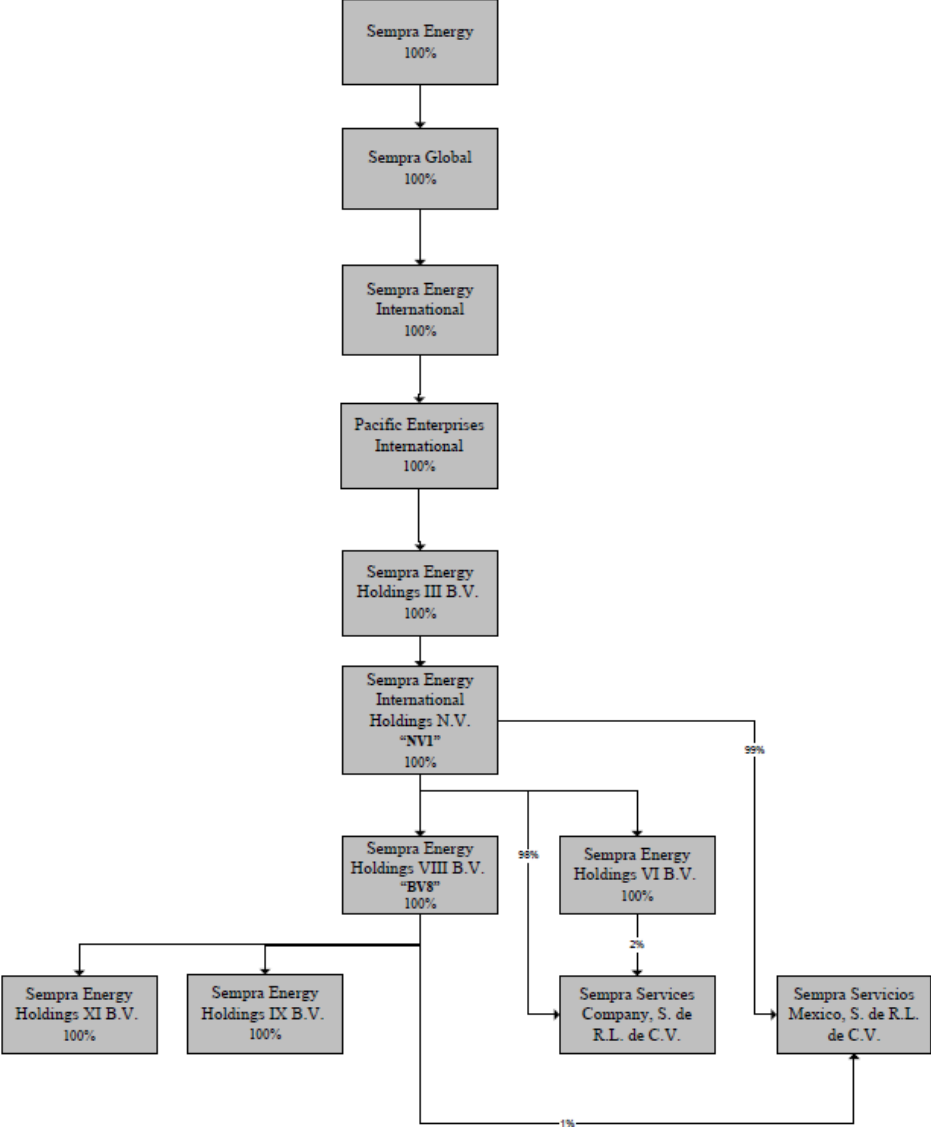 Sempra Energy
100%
Sempra Global
100%
Sempra Energy
International
100%
Pacific Enterprises
International
100%
Sempra Energy
Holdings III B.V.
100%
Sempra Energy
International
Holdings N.V.
“NV1”
100%
99%
Sempra Energy
Holdings VIII B.V.
“BV8”
100%
98%
Sempra Energy
Holdings VI B.V.
100%
2%
Sempra Energy
Holdings XI B.V.
100%
Sempra Energy
Holdings IX B.V.
100%
Sempra Services
Company, S. de
R.L. de C.V.
Sempra Servicios
Mexico, S. de R.L.
de C.V.
1%